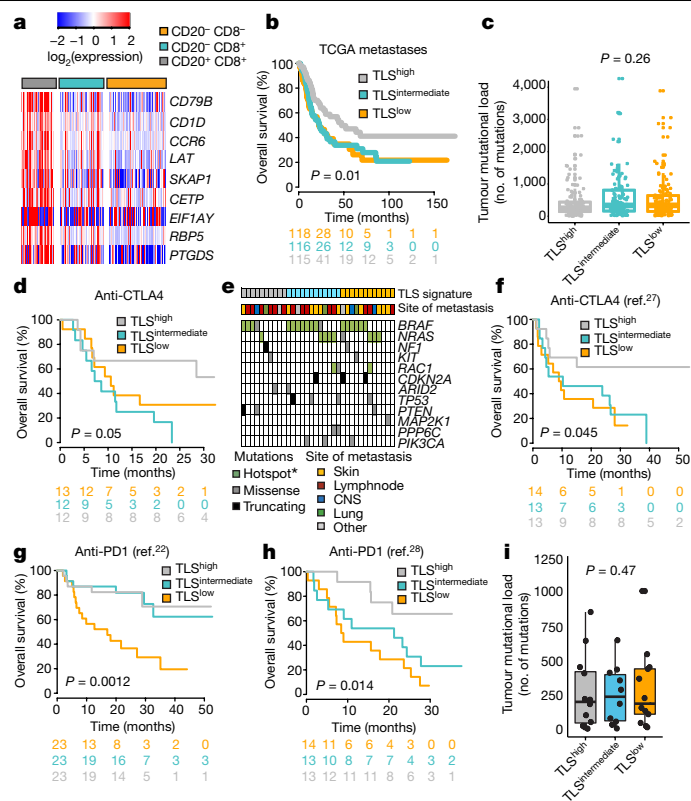 a
−2 −1 0 1 2
log2(expression)
CD20− CD8−
CD20− CD8+
CD20+ CD8+
CD79B
CD1D
CCR6
LAT
SKAP1
CETP
EIF1AY
RBP5
PTGDS
b
TCGA metastases
Overall survival (%)
100
80
60
40
20
0
TLShigh
TLSintermediate
TLSlow
P = 0.01
0 50 100 150
Time (months)
118 28 10 5 1 1
116 26 12 9 0 0
115 41 19 12 5 2 1
c
P = 0.26
Tumour mutational load
(no. of mutations)
4,000
3,000
2,000
1,000
0
TLShigh
TLSintermediate
TLSlow
d
Anti-CTLA4
Overall survival (%)
100
80
60
40
20
0
TLShigh
TLSintermediate
TLSlow
P = 0.05
0 5 10 15 20 25 30
Time (months)
13 12 7 5 3 2 1
12 9 5 3 2 0 0
12 9 8 8 8 6 4
e
TLS signature
Site of metastasis
BRAF
NRAS
NF1
KIT
RAC1
CDKN2A
ARID2
TP53
PTEN
MAP2K1
PPP6C
PIK3CA
Mutations
Hotspot*
Missense
Truncating
Site of metastasis
Skin
Lymphnode
CNS
Lung
Other
f
Anti-CTLA4 (ref.27)
Overall survival (%)
100
80
60
40
20
0
TLShigh
TLSintermediate
TLSlow
P = 0.045
0 10 20 30 40 50
Time (months)
14 6 5 1 0 0
13 7 6 3 0 0
13 9 8 8 5 2
g
Anti-PD1 (ref.22)
Overall survival (%)
100
80
60
40
20
0
TLShigh
TLSintermediate
TLSlow
P = 0.0012
0 10 20 30 40 50
Time (months)
23 13 8 3 2 0
23 19 16 7 3 3
23 19 14 5 1 1
h
Anti-PD1 (ref.28)
Overall survival (%)
100
80
60
40
20
0
TLShigh
TLSintermediate
TLSlow
P = 0.014
0 10 20 30
Time (months)
14 11 6 6 4 3 0 0
13 10 8 7 7 4 3 2
13 12 11 11 8 6 3 1
i
P = 0.47
Tumour mutational load
(no. of mutations)
1250
1000
750
500
250
0
TLShigh
TLSintermediate
TLSlow